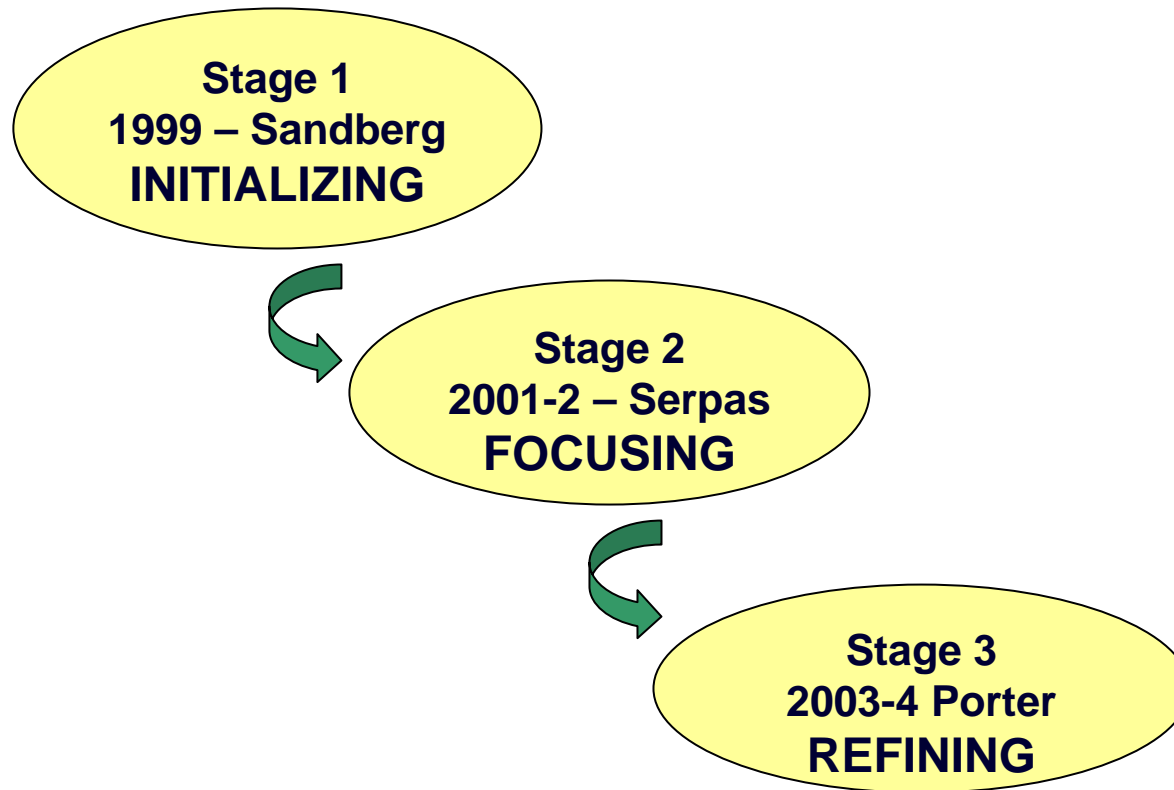 Stage 1
1999 – Sandberg
INITIALIZING
Stage 2
2001-2 – Serpas
FOCUSING
Stage 3
2003-4 Porter
REFINING